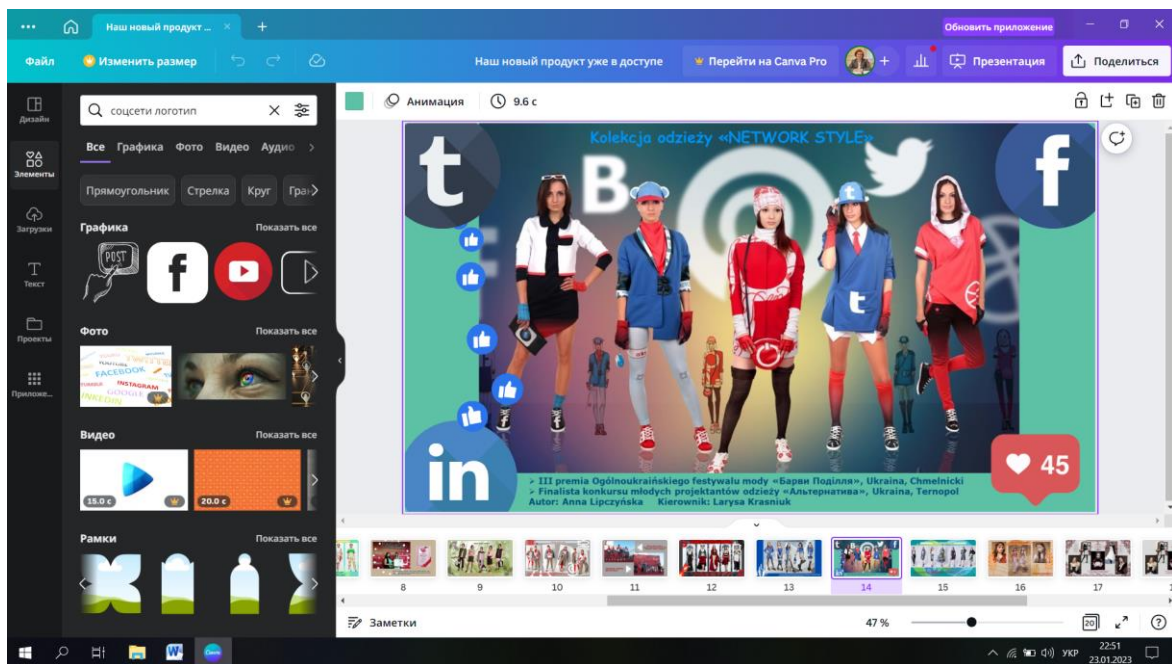 Наш новый продукт ...
Обновить приложение
Файл
Изменить размер
Наш новый продукт уже в доступе
Перейти на Canva Pro
Презентация
Поделиться
Дизайн
Элементы
Загрузки
Текст
Проекты
Приложе...
соцсети логотип
Все Графика Фото Видео Аудио
Прямоугольник Стрелка Круг
Графика Показать все
POST
f
Фото Показать все
FACEBOOK
INSTAGRAM
GOOGLE
Видео Показать все
15.0 с 20.0 с
Рамки Показать все
Анимация 9.6 с
Kolekcja odzieży «NETWORK STYLE»
t
B
f
t
t
in
45
> III premia Ogólnoukraińskiego festywalu mody «Барви Поділля», Ukraina, Chmelnicki
> Finalista konkursu młodych projektantów odzieży «Альтернатива», Ukraina, Ternopol
Autor: Anna Lipczyńska Kierownik: Larysa Krasniuk
8 9 10 11 12 13 14 15 16 17
Заметки
47 %
20
Canva
УКР
22:51
23.01.2023